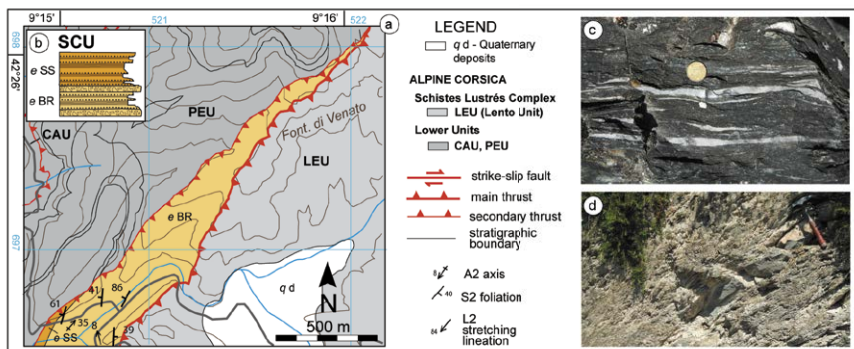 9°15'
521
9°16'
522
a
698
42°26'
b
SCU
e SS
e BR
CAU
PEU
Font. di Venato
LEU
e BR
697
q d
61
41
86
35
8
39
e SS
N
500 m
LEGEND
q d - Quaternary
deposits
ALPINE CORSICA
Schistes Lustrés Complex
LEU (Lento Unit)
Lower Units
CAU, PEU
strike-slip fault
main thrust
secondary thrust
stratigraphic
boundary
8
A2 axis
40
S2 foliation
84
L2
stretching
lineation
c
d